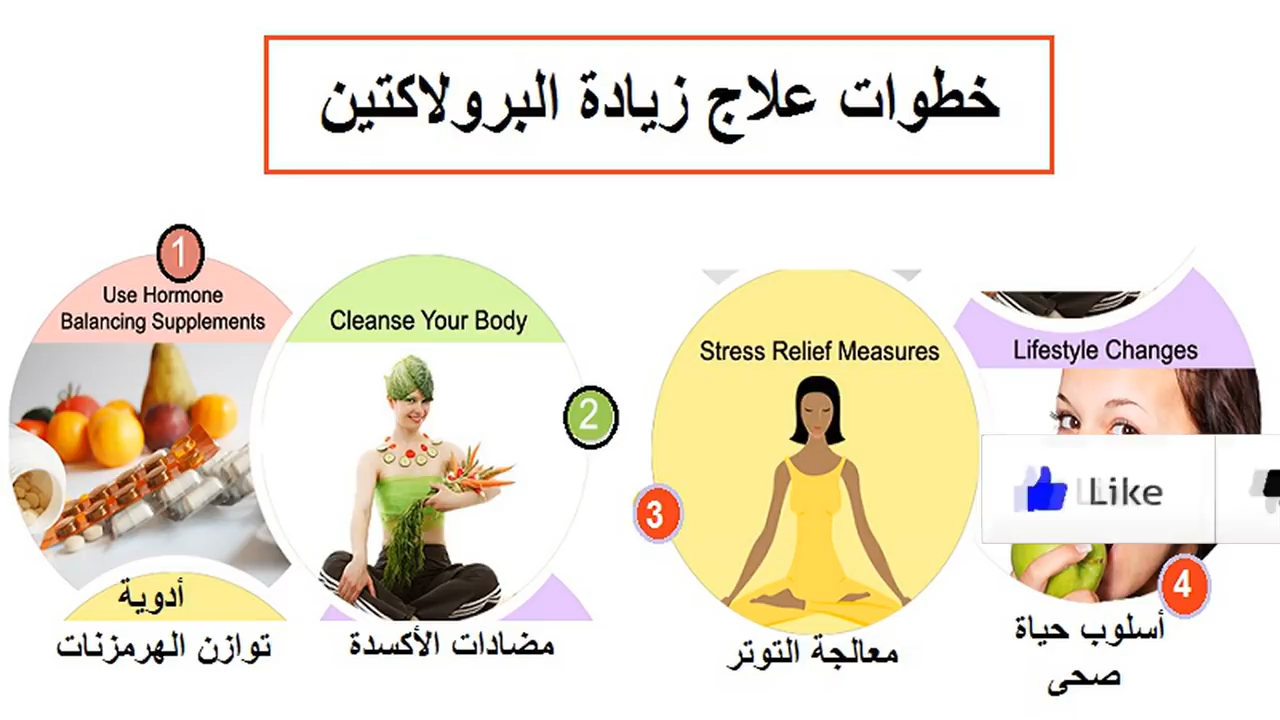 خطوات علاج زيادة البرولاكتين
1
Use Hormone
Balancing Supplements
أدوية
توازن الهرمزنات
Cleanse Your Body
2
مضادات الأكسدة
Stress Relief Measures
3
معالجة التوتر
Lifestyle Changes
Like
4
أسلوب حياة
صحى